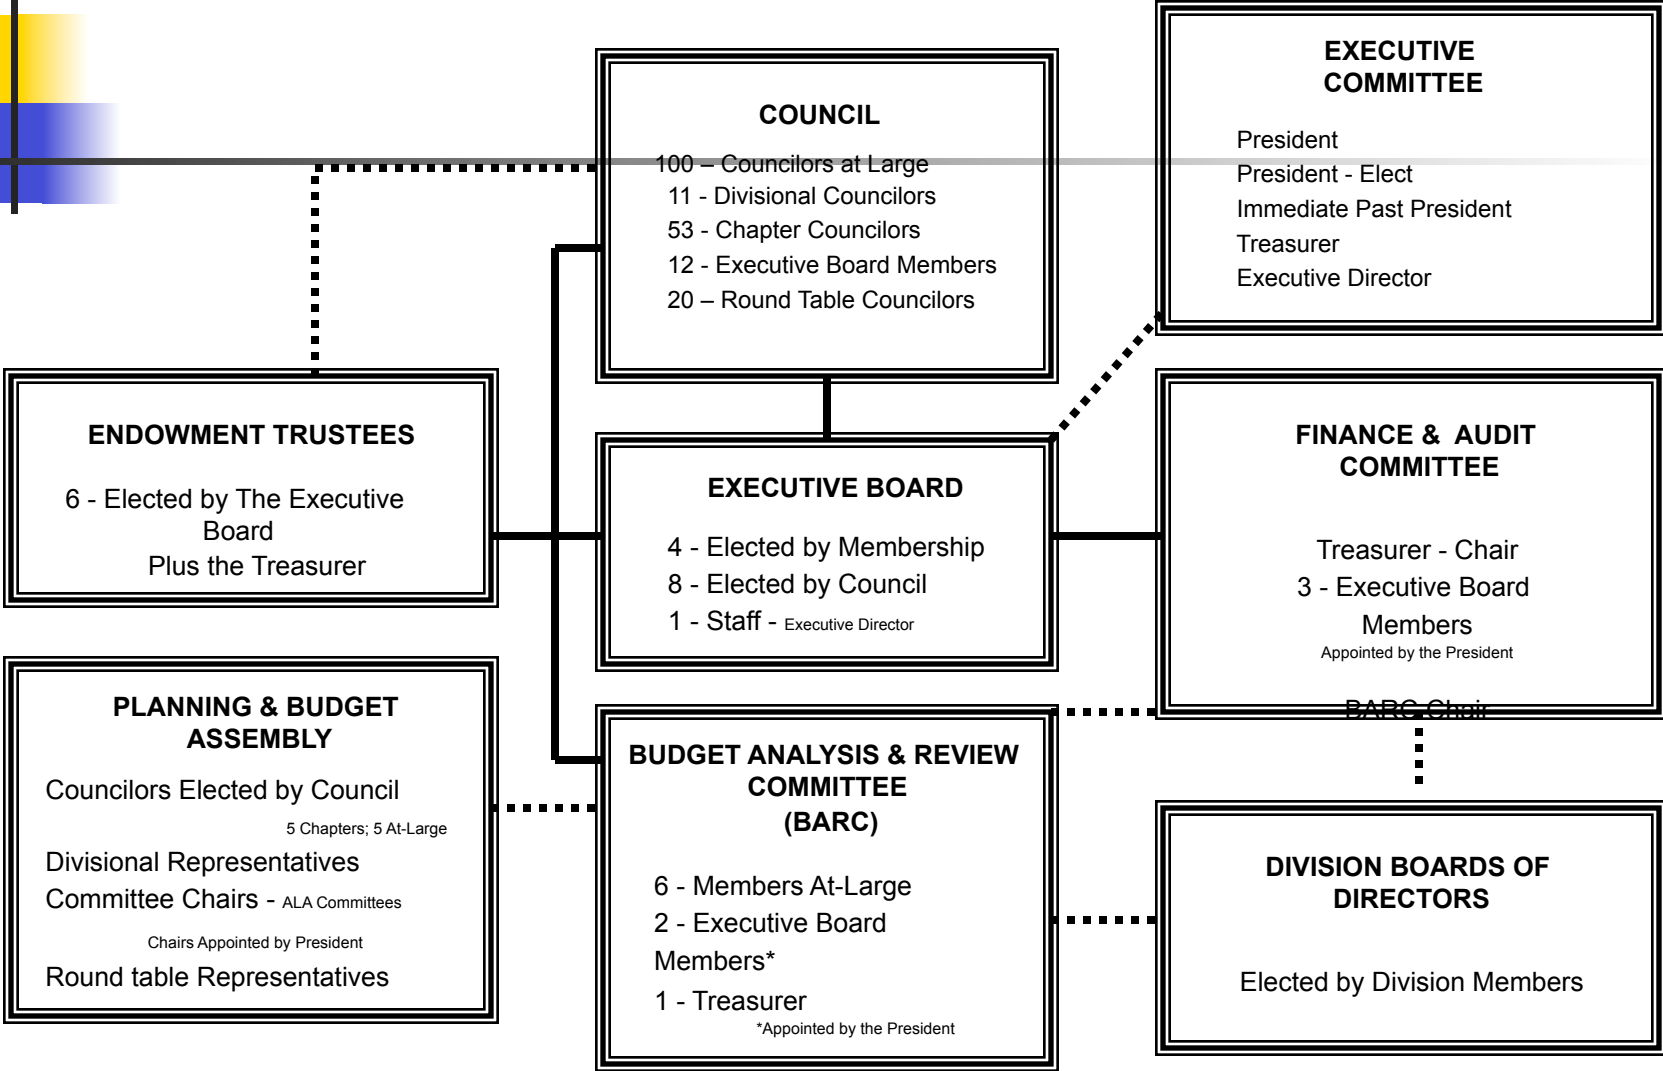 COUNCIL
100 – Councilors at Large
11 - Divisional Councilors
53 - Chapter Councilors
12 - Executive Board Members
20 – Round Table Councilors
EXECUTIVE
COMMITTEE
President
President - Elect
Immediate Past President
Treasurer
Executive Director
ENDOWMENT TRUSTEES
6 - Elected by The Executive
Board
Plus the Treasurer
EXECUTIVE BOARD
4 - Elected by Membership
8 - Elected by Council
1 - Staff - Executive Director
FINANCE & AUDIT
COMMITTEE
Treasurer - Chair
3 - Executive Board
Members
Appointed by the President
BARC Chair
PLANNING & BUDGET
ASSEMBLY
Councilors Elected by Council
5 Chapters; 5 At-Large
Divisional Representatives
Committee Chairs - ALA Committees
Chairs Appointed by President
Round table Representatives
BUDGET ANALYSIS & REVIEW
COMMITTEE
(BARC)
6 - Members At-Large
2 - Executive Board
Members*
1 - Treasurer
*Appointed by the President
DIVISION BOARDS OF
DIRECTORS
Elected by Division Members